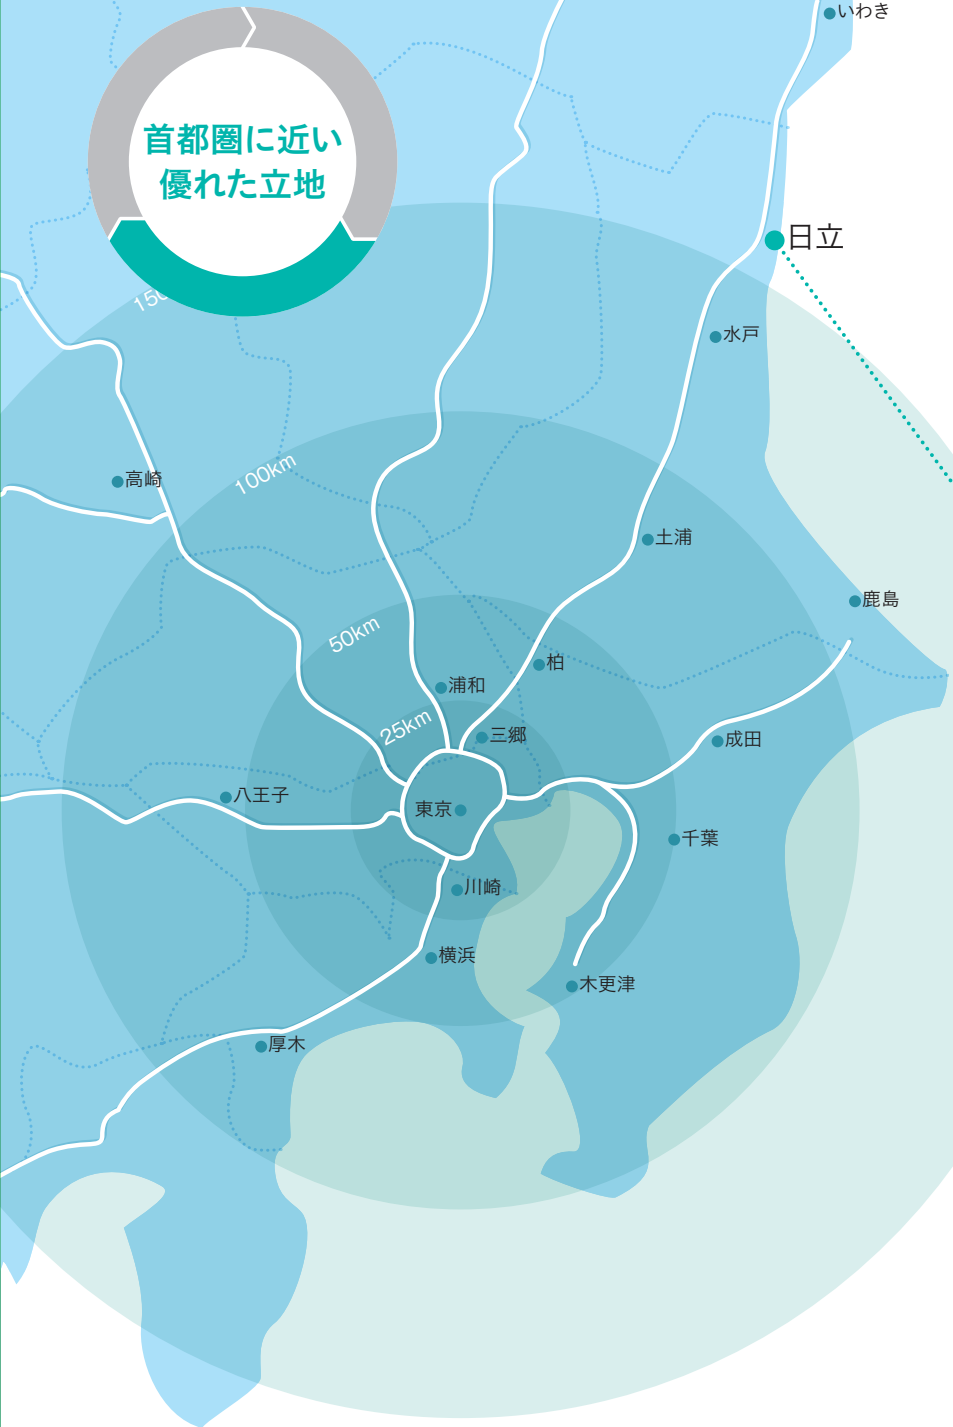 いわき
首都圏に近い
優れた立地
日立
水戸
高崎
100km
土浦
鹿島
50km
柏
浦和
25km
三郷
成田
八王子
東京
千葉
川崎
横浜
木更津
厚木